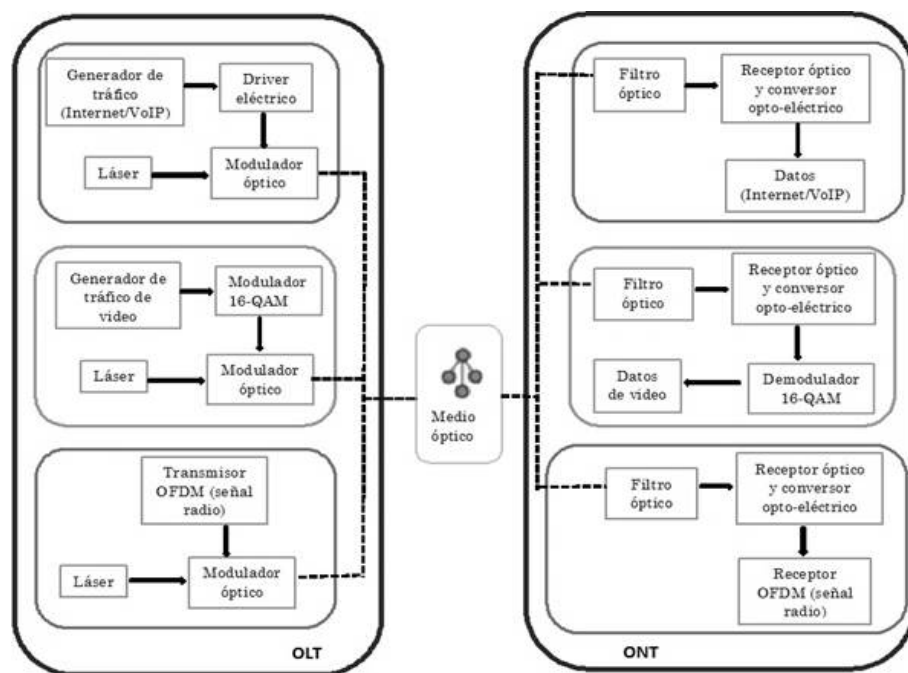 Generador de
tráfico
(Internet/VoIP)
Driver
eléctrico
Láser
Modulador
óptico
Generador de
tráfico de
video
Modulador
16-QAM
Láser
Modulador
óptico
Transmisor
OFDM (señal
radio)
Láser
Modulador
óptico
OLT
Medio
óptico
Filtro
óptico
Receptor óptico
y conversor
opto-eléctrico
Datos
(Internet/VoIP)
Filtro
óptico
Receptor óptico
y conversor
opto-eléctrico
Datos
de video
Demodulador
16-QAM
Filtro
óptico
Receptor óptico
y conversor
opto-eléctrico
Receptor
OFDM (señal
radio)
ONT